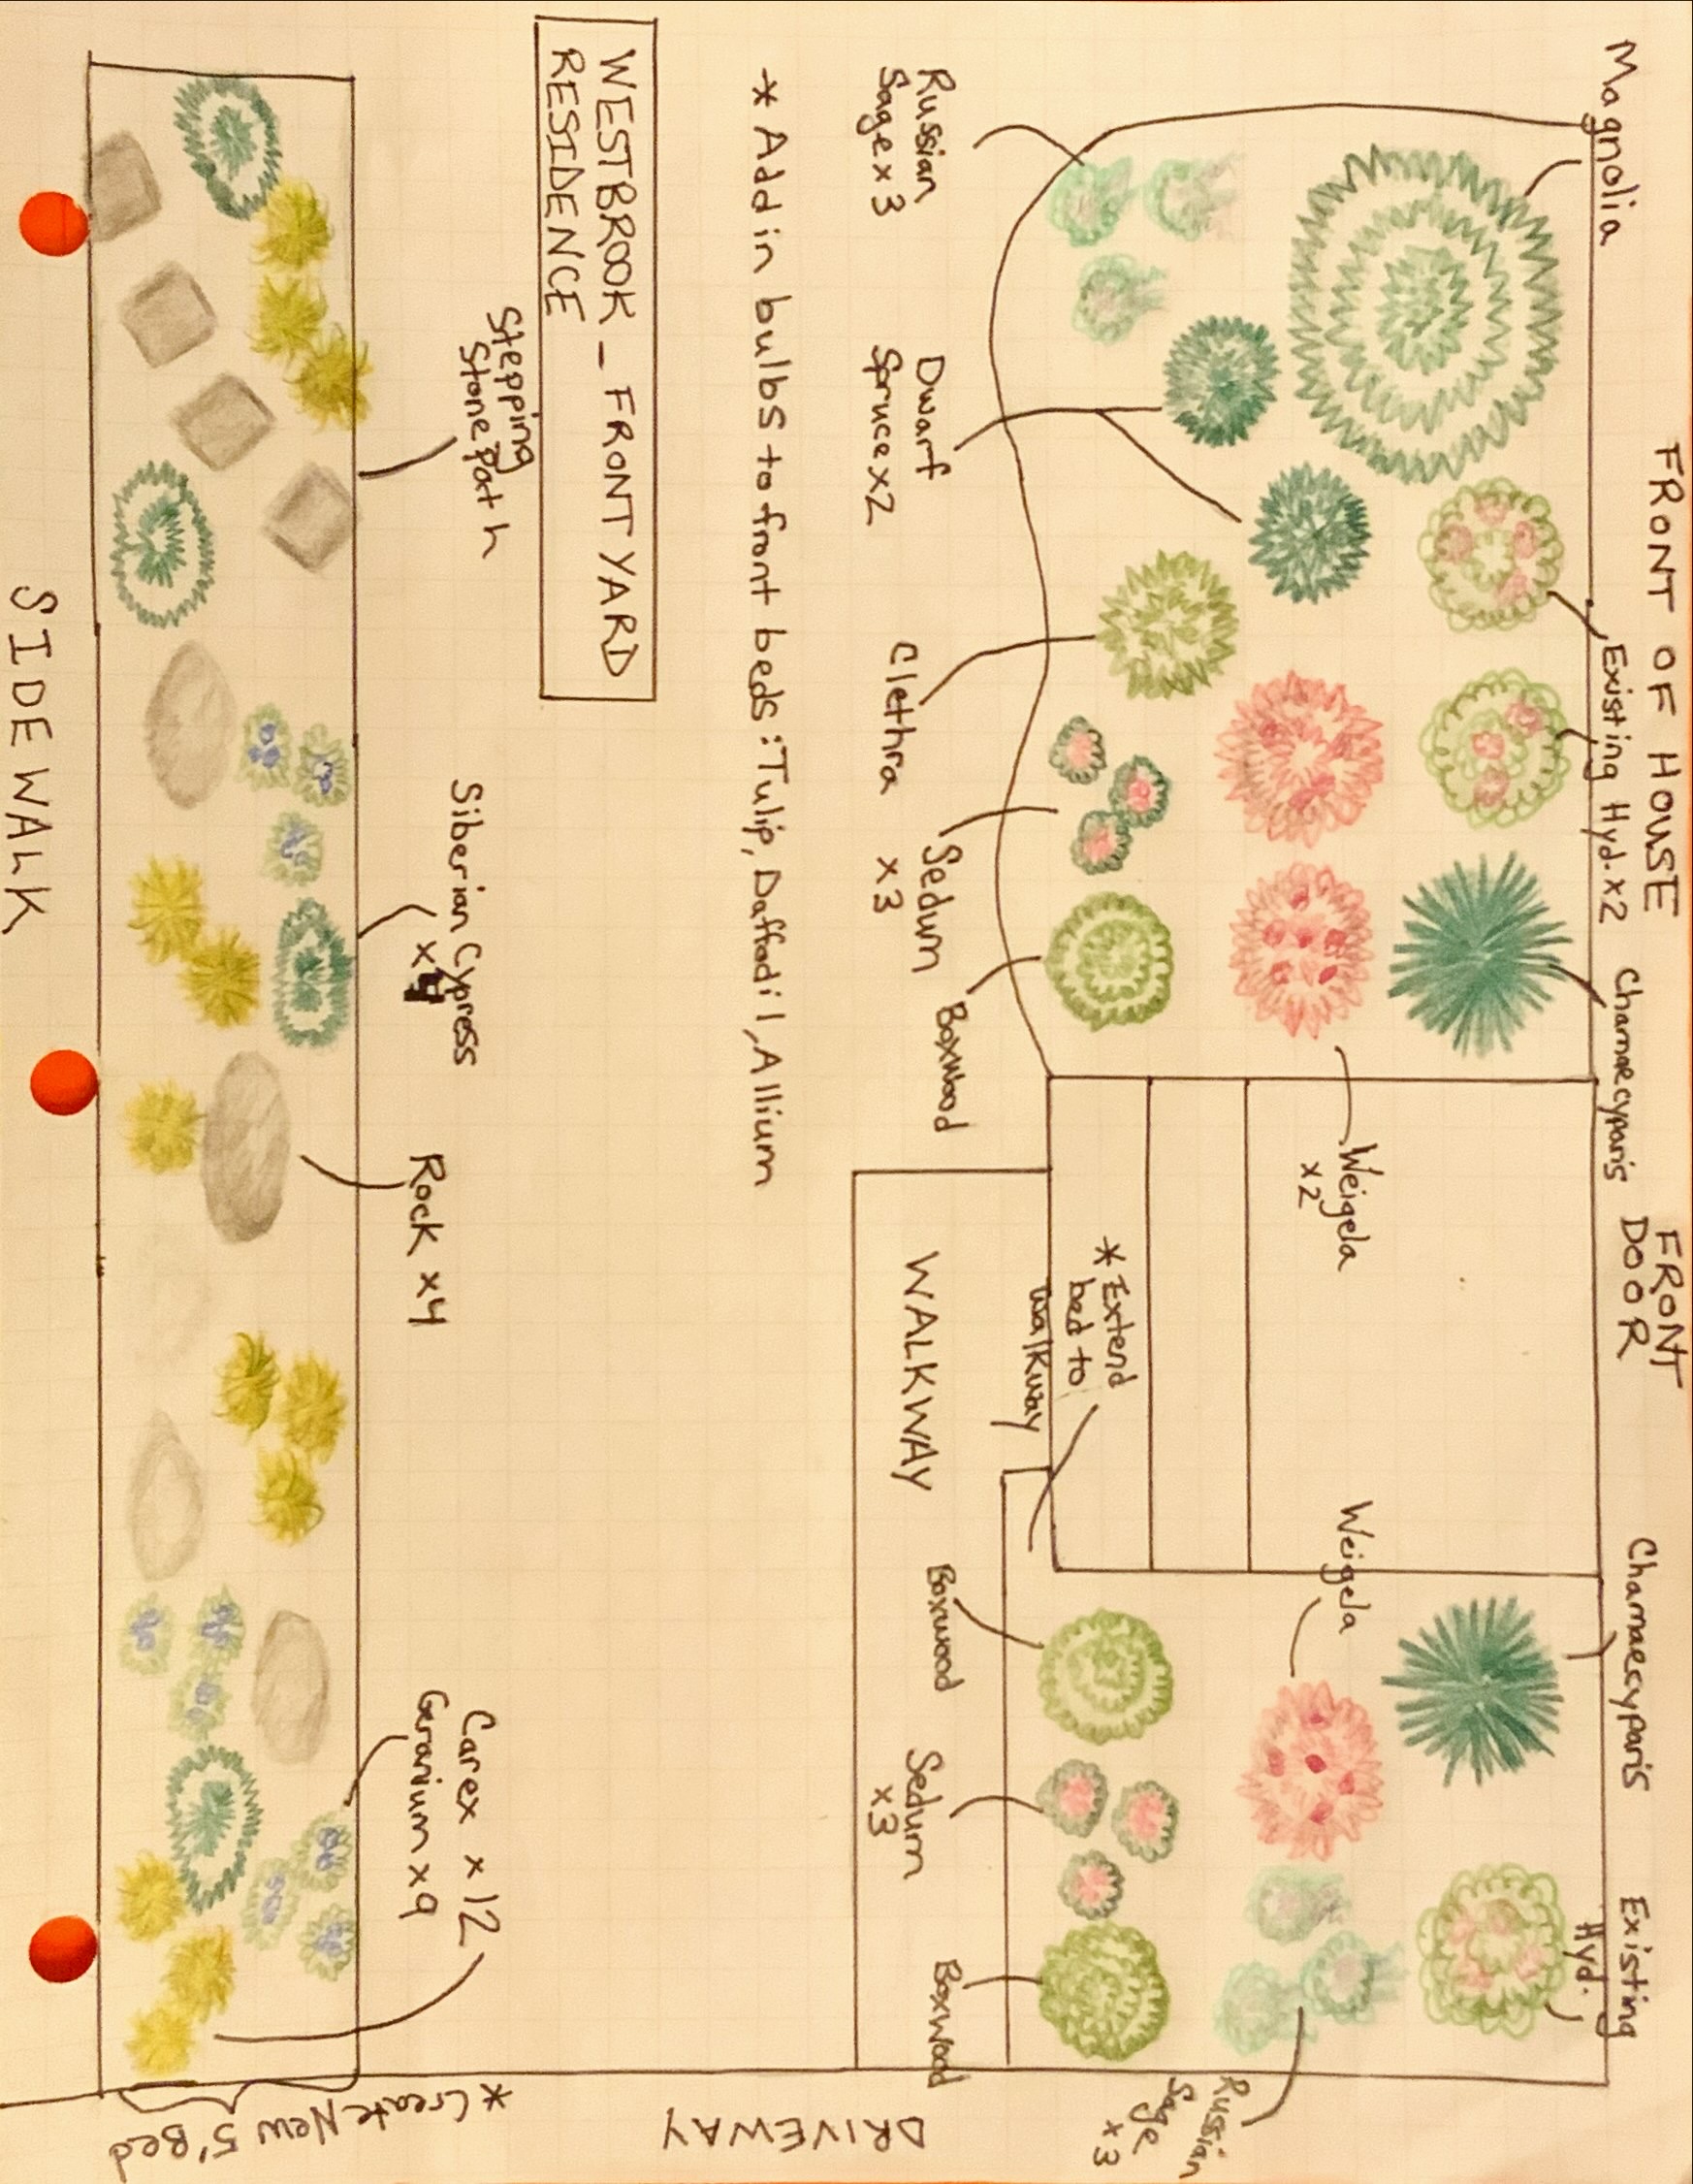 FRONT OF HOUSE
FRONT
DOOR
Magnolia
Existing Hyd. x2
Chamaecyparis
Chamaecyparis
Existing
Hyd.
Weigela
x2
Weigela
Russian
Sage
x3
* Extend
bed to
walkway
Russian
Sage x3
Dwarf
Spruce x2
Clethra
Sedum
x3
Boxwood
WALKWAY
Boxwood
Sedum
x3
Boxwood
DRIVEWAY
* Add in bulbs to front beds: Tulip, Daffodil, Allium
WESTBROOK - FRONT YARD
RESIDENCE
Stepping
Stone Path
Siberian Cypress
x4
Rock x4
Carex x12
Geranium x9
* Create New 5' Bed
SIDEWALK